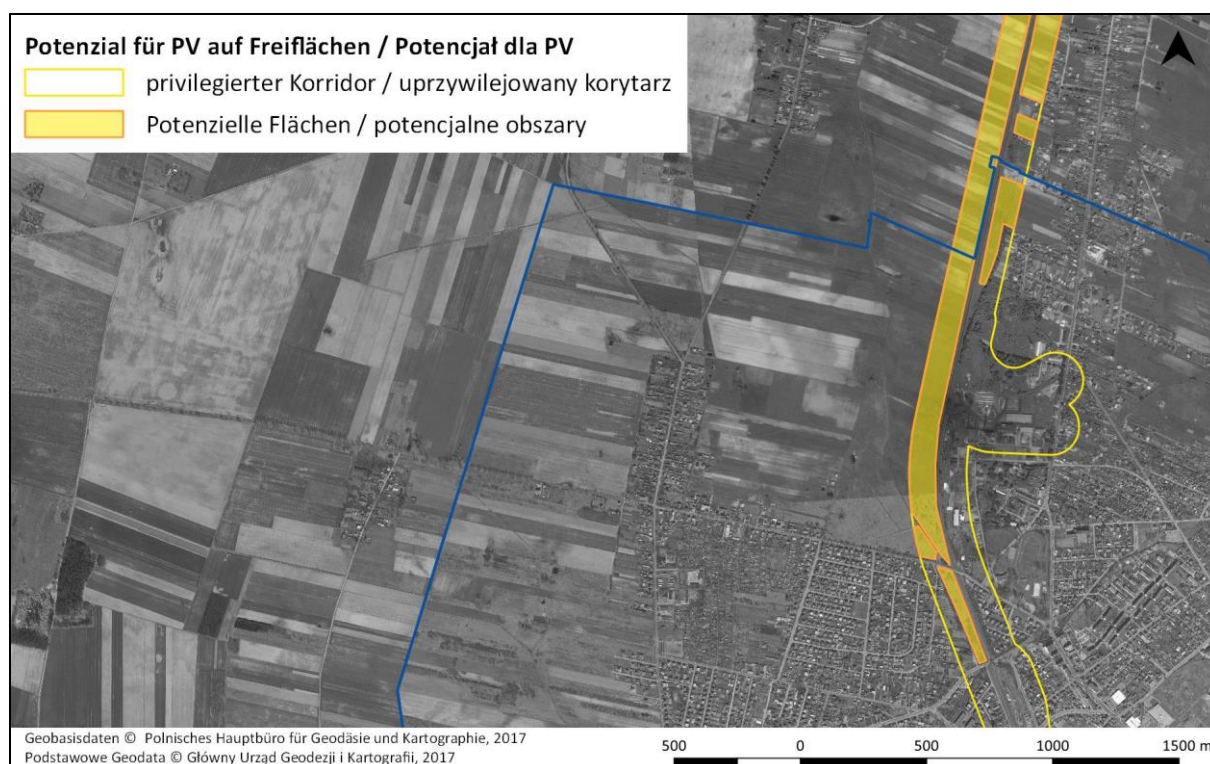 Potenzial für PV auf Freiflächen / Potencjał dla PV
privilegierter Korridor / uprzywilejowany korytarz
Potenzielle Flächen / potencjalne obszary
Geobasisdaten © Polnisches Hauptbüro für Geodäsie und Kartographie, 2017
Podstawowe Geodata © Główny Urząd Geodezji i Kartografii, 2017
500 0 500 1000 1500 m